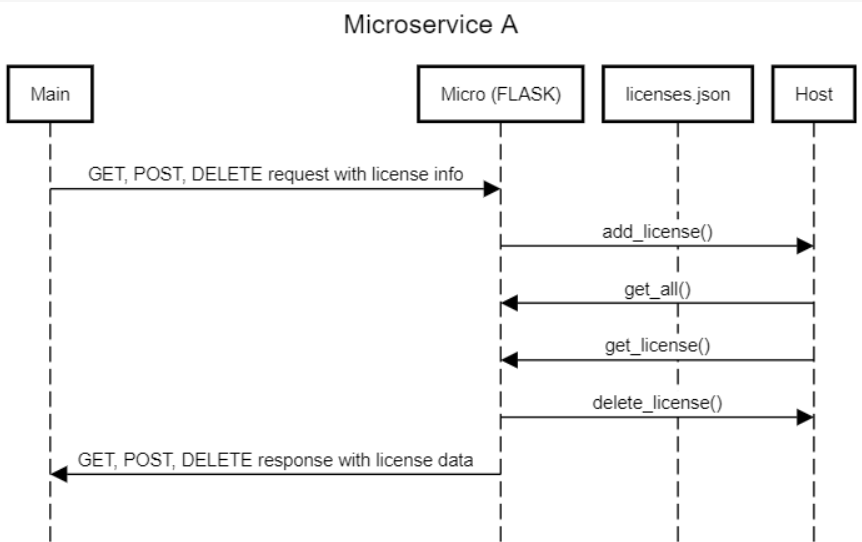 Microservice A
Main
Micro (FLASK)
licenses.json
Host
GET, POST, DELETE request with license info
add_license()
get_all()
get_license()
delete_license()
GET, POST, DELETE response with license data